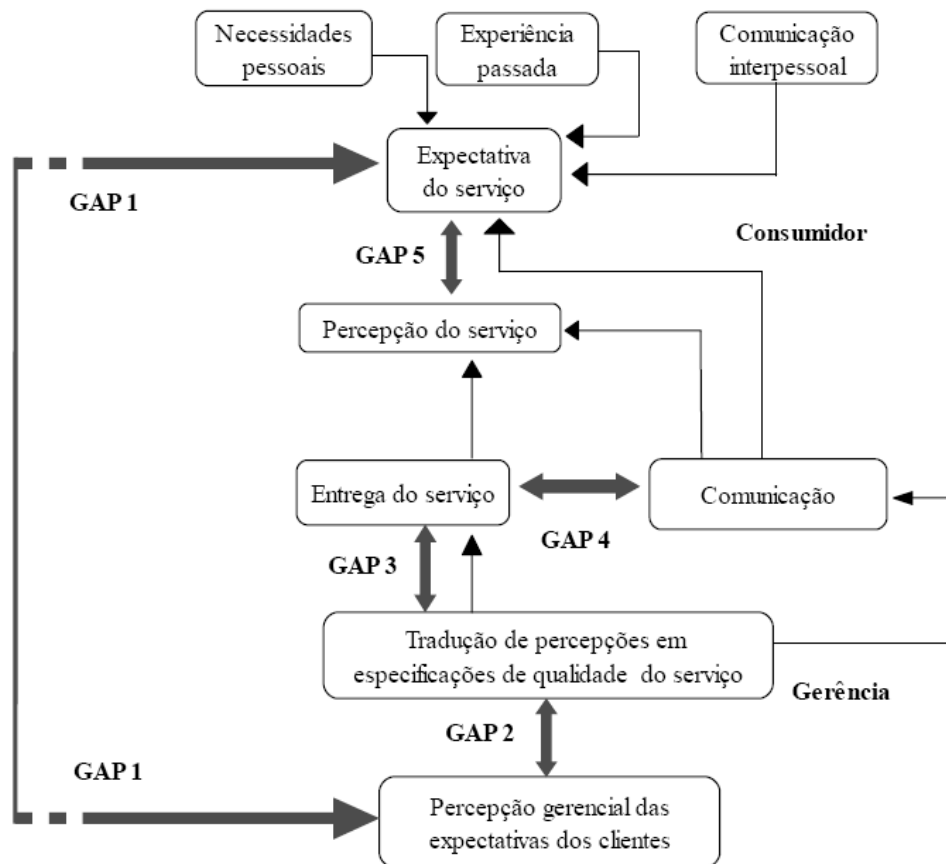 Necessidades
pessoais
Experiência
passada
Comunicação
interpessoal
Expectativa
do serviço
GAP 1
Consumidor
GAP 5
Percepção do serviço
Entrega do serviço
Comunicação
GAP 4
GAP 3
Tradução de percepções em
especificações de qualidade do serviço
Gerência
GAP 2
GAP 1
Percepção gerencial das
expectativas dos clientes